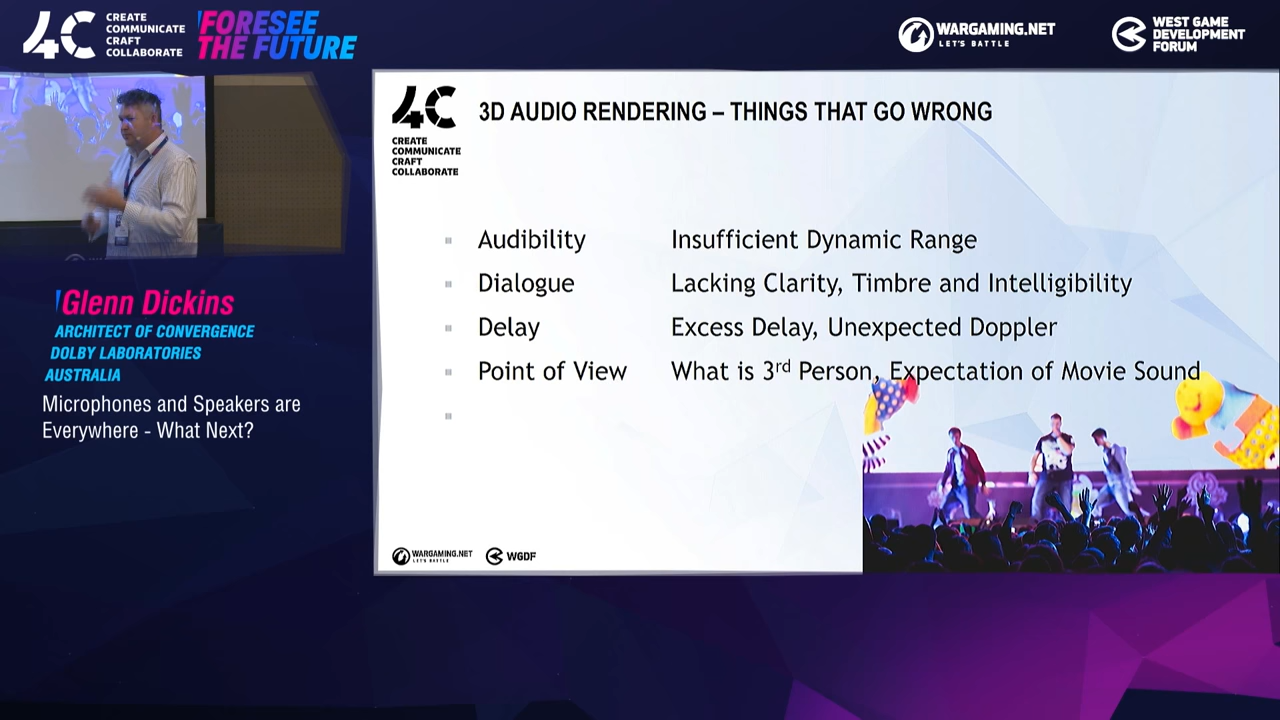 4C
CREATE
COMMUNICATE
CRAFT
COLLABORATE
FORESEE
THE FUTURE
WARGAMING.NET
LET'S BATTLE
WEST GAME
DEVELOPMENT
FORUM
Glenn Dickins
ARCHITECT OF CONVERGENCE
DOLBY LABORATORIES
AUSTRALIA
Microphones and Speakers are
Everywhere - What Next?
4C
CREATE
COMMUNICATE
CRAFT
COLLABORATE
3D AUDIO RENDERING – THINGS THAT GO WRONG
Audibility Insufficient Dynamic Range
Dialogue Lacking Clarity, Timbre and Intelligibility
Delay Excess Delay, Unexpected Doppler
Point of View What is 3rd Person, Expectation of Movie Sound
WARGAMING.NET
LET'S BATTLE
WGDF